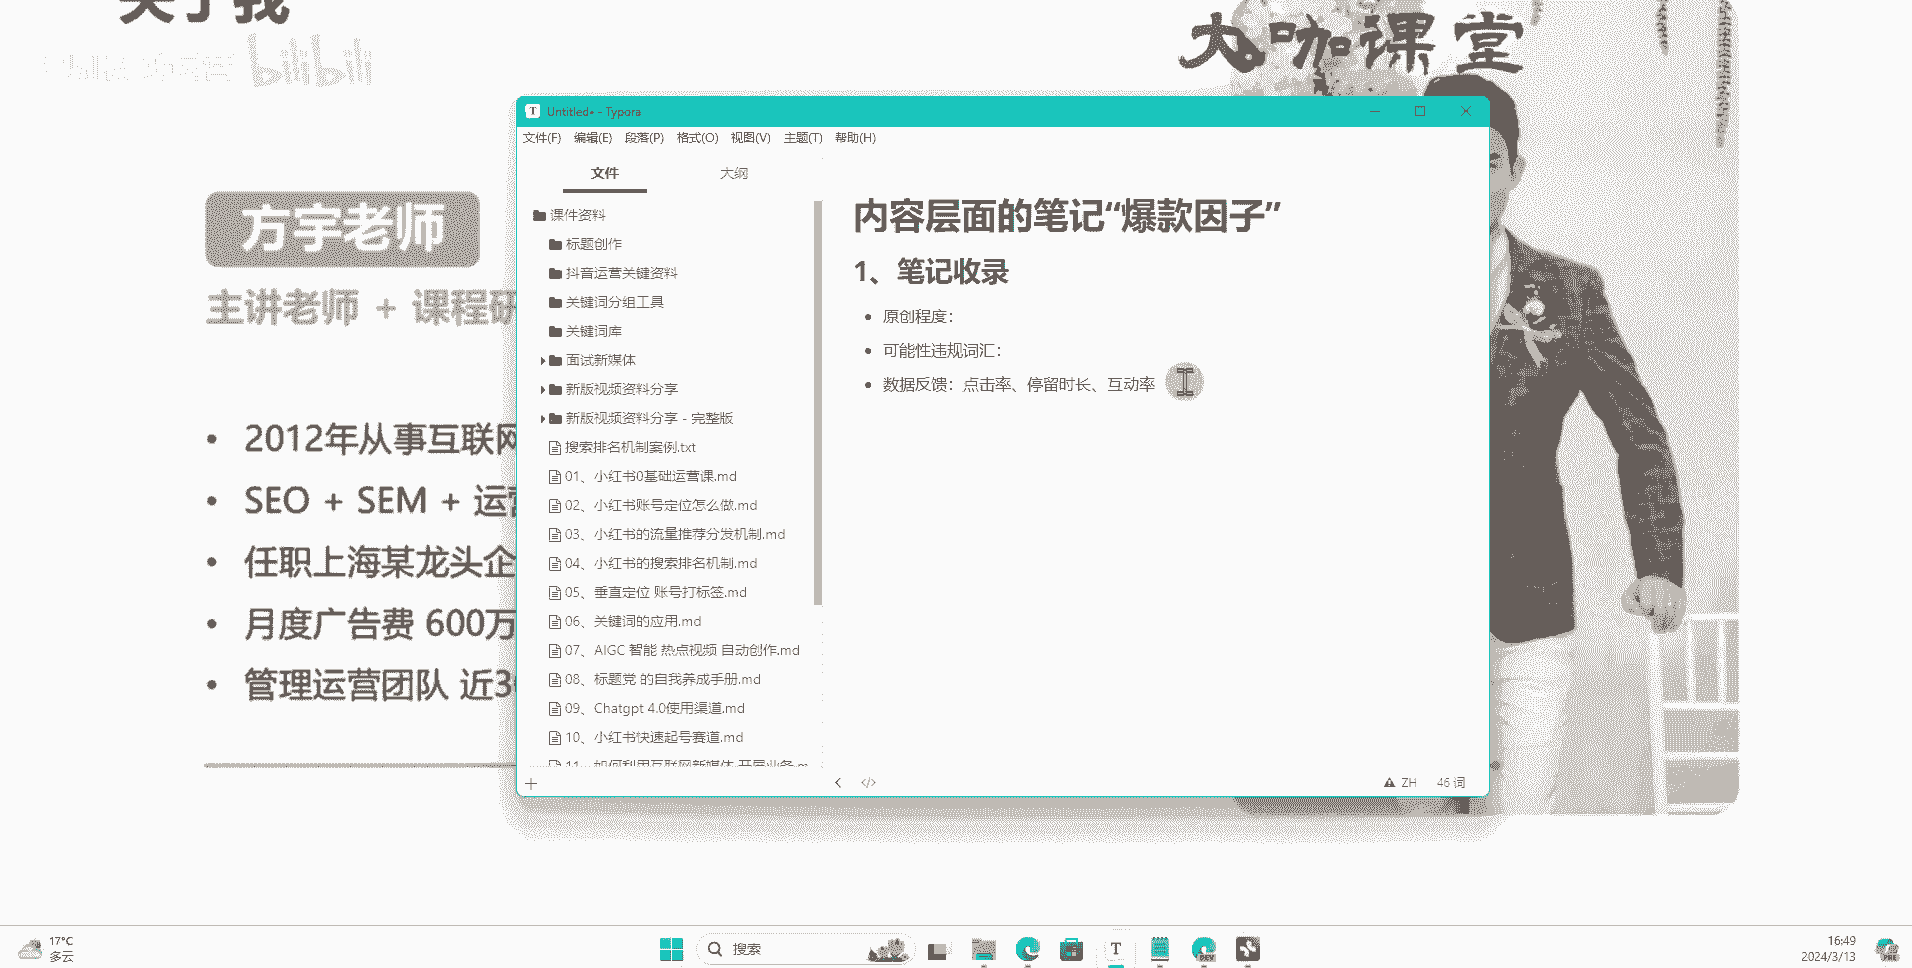 关于我
bilibili
大咖课堂
方宇老师
主讲老师 + 课程研
2012年从事互联网
SEO + SEM + 运营
任职上海某龙头企
月度广告费 600万
管理运营团队 近3
Untitled• - Typora
文件(F) 编辑(E) 段落(P) 格式(O) 视图(V) 主题(T) 帮助(H)
文件 大纲
课件资料
标题创作
抖音运营关键资料
关键词分组工具
关键词库
面试新媒体
新版视频资料分享
新版视频资料分享 - 完整版
搜索排名机制案例.txt
01、小红书0基础运营课.md
02、小红书账号定位怎么做.md
03、小红书的流量推荐分发机制.md
04、小红书的搜索排名机制.md
05、垂直定位 账号打标签.md
06、关键词的应用.md
07、AIGC 智能 热点视频 自动创作.md
08、标题党 的自我养成手册.md
09、Chatgpt 4.0使用渠道.md
10、小红书快速起号赛道.md
11、如何利用互联网新媒体 开展业务.m
内容层面的笔记“爆款因子”
1、笔记收录
原创程度：
可能性违规词汇：
数据反馈：点击率、停留时长、互动率
ZH 46 词
17°C
多云
搜索
16:49
2024/3/13